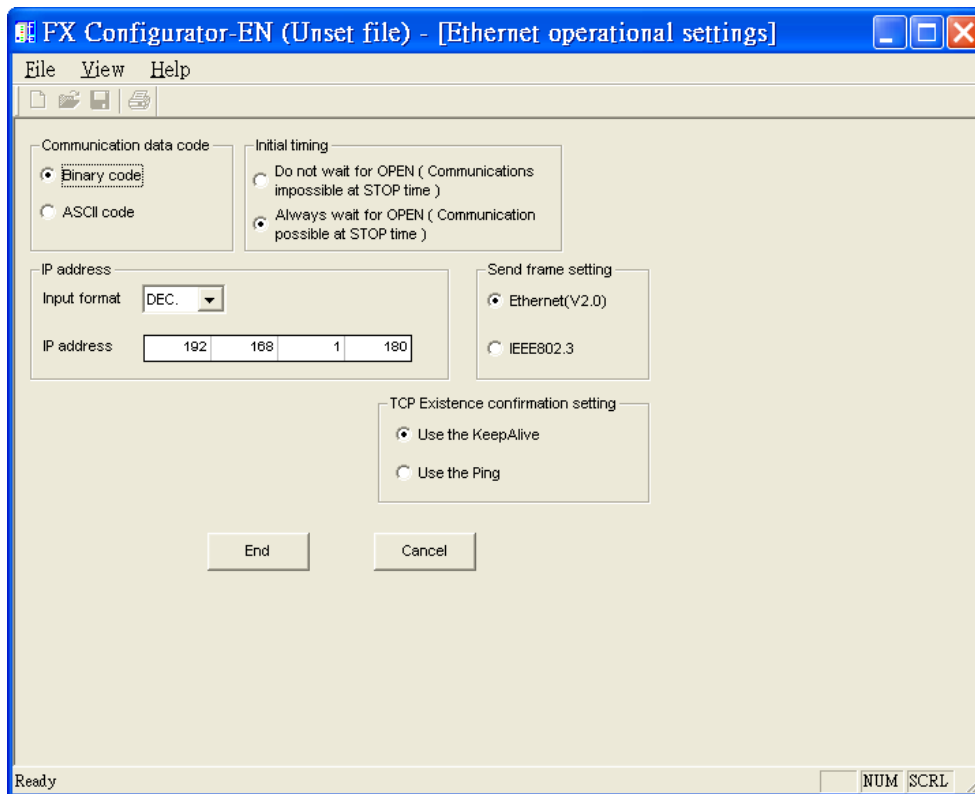 FX Configurator-EN (Unset file) - [Ethernet operational settings]
File View Help
Communication data code
Binary code
ASCII code
Initial timing
Do not wait for OPEN ( Communications
impossible at STOP time )
Always wait for OPEN ( Communication
possible at STOP time )
IP address
Input format DEC.
IP address 192 168 1 180
Send frame setting
Ethernet(V2.0)
IEEE802.3
TCP Existence confirmation setting
Use the KeepAlive
Use the Ping
End Cancel
Ready NUM SCRL